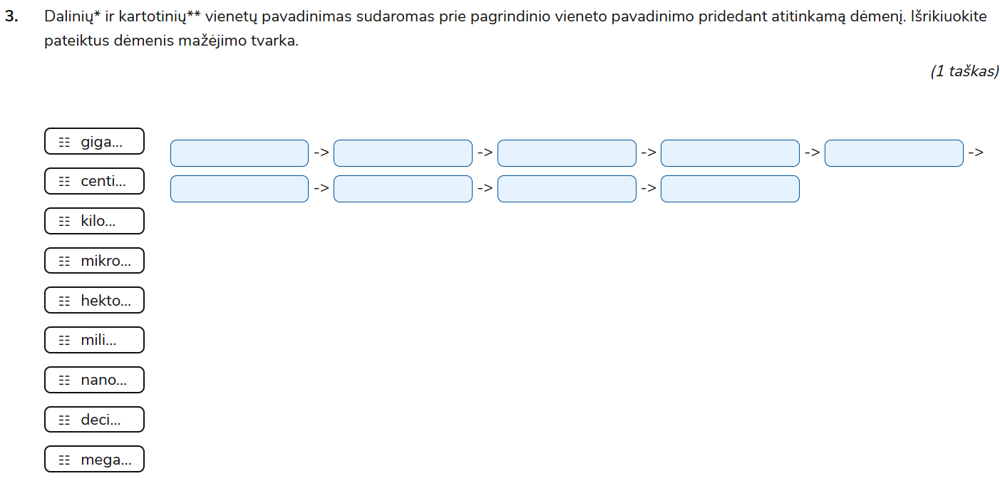 3. Dalinių* ir kartotinių** vienetų pavadinimas sudaromas prie pagrindinio vieneto pavadinimo pridedant atitinkamą dėmenį. Išrikiuokite
pateiktus dėmenis mažėjimo tvarka.
(1 taškas)
giga...
-> -> -> -> ->
centi...
-> -> ->
kilo...
mikro...
hekto...
mili...
nano...
deci...
mega...